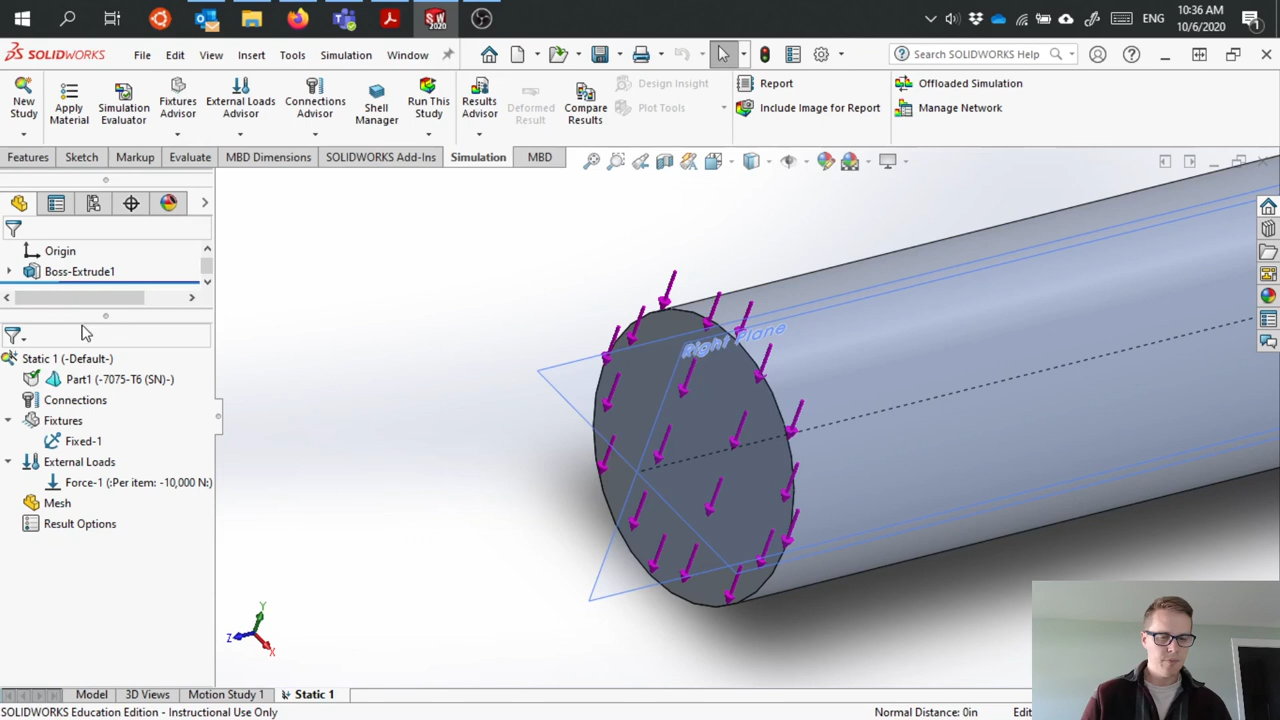 SW
2020
ENG
10:36 AM
10/6/2020
SOLIDWORKS
File Edit View Insert Tools Simulation Window
Search SOLIDWORKS Help
New Study
Apply Material
Simulation Evaluator
Fixtures Advisor
External Loads Advisor
Connections Advisor
Shell Manager
Run This Study
Results Advisor
Deformed Result
Compare Results
Design Insight
Plot Tools
Report
Include Image for Report
Offloaded Simulation
Manage Network
Features Sketch Markup Evaluate MBD Dimensions SOLIDWORKS Add-Ins Simulation MBD
Origin
Boss-Extrude1
Static 1 (-Default-)
Part1 (-7075-T6 (SN)-)
Connections
Fixtures
Fixed-1
External Loads
Force-1 (:Per item: -10,000 N:)
Mesh
Result Options
Right Plane
Y
Z
X
Model 3D Views Motion Study 1 Static 1
SOLIDWORKS Education Edition - Instructional Use Only
Normal Distance: 0in